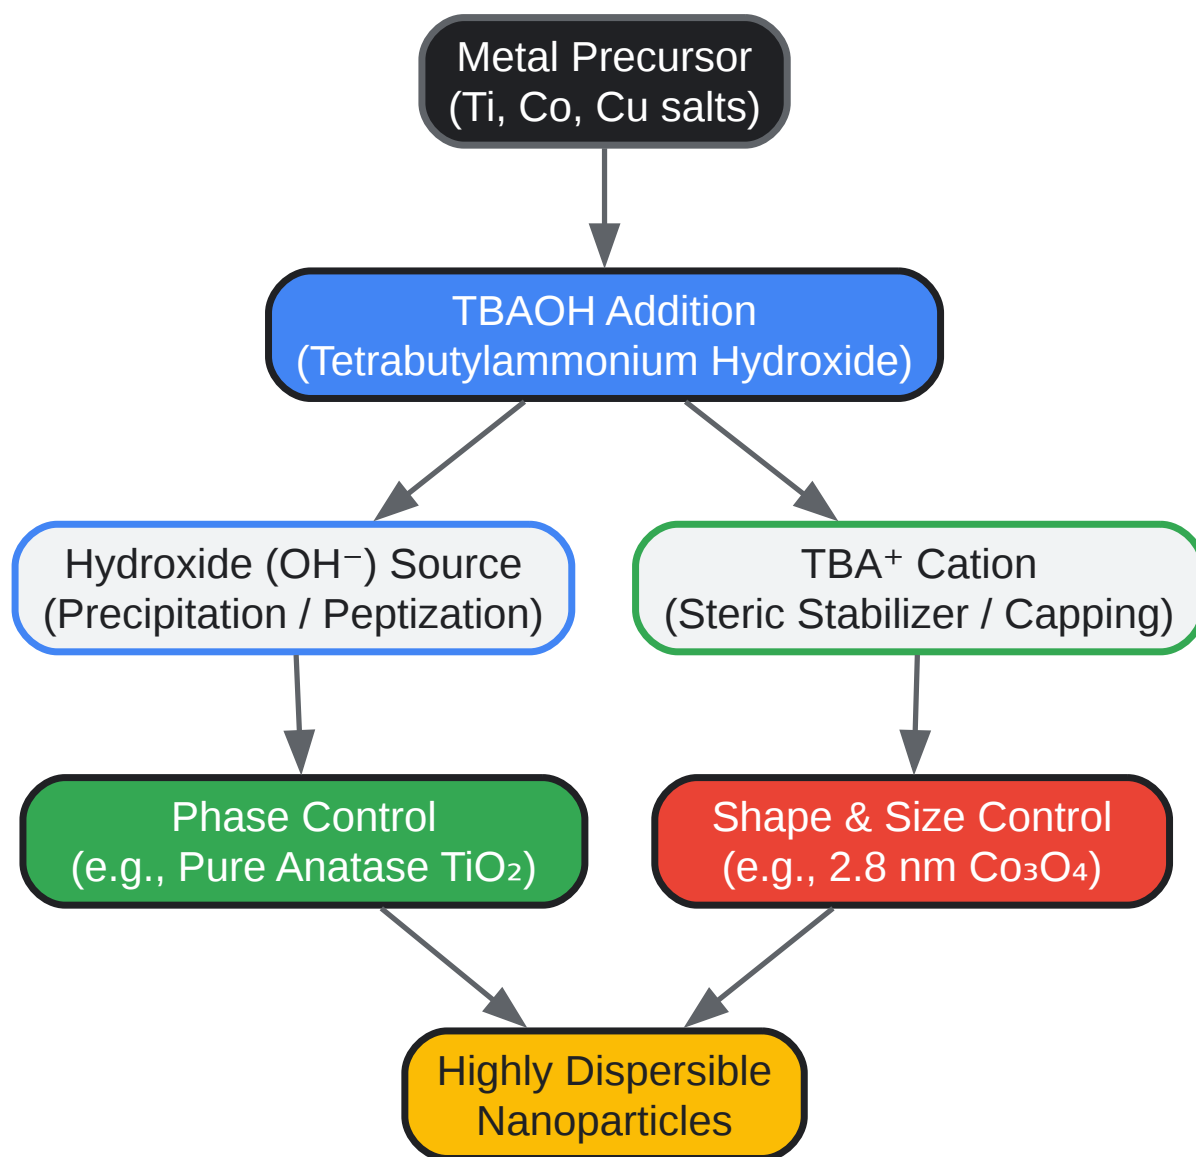 Metal Precursor
(Ti, Co, Cu salts)
TBAOH Addition
(Tetrabutylammonium Hydroxide)
Hydroxide (OH⁻) Source
(Precipitation / Peptization)
TBA⁺ Cation
(Steric Stabilizer / Capping)
Phase Control
(e.g., Pure Anatase TiO₂)
Shape & Size Control
(e.g., 2.8 nm Co₃O₄)
Highly Dispersible
Nanoparticles